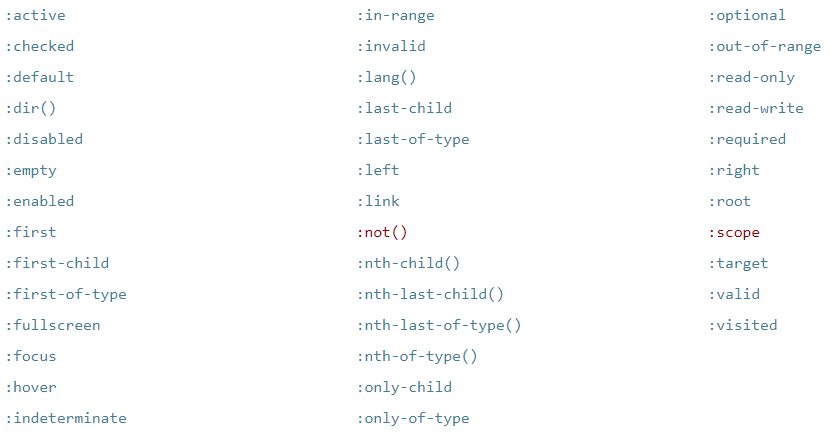 :active
:checked
:default
:dir()
:disabled
:empty
:enabled
:first
:first-child
:first-of-type
:fullscreen
:focus
:hover
:indeterminate
:in-range
:invalid
:lang()
:last-child
:last-of-type
:left
:link
:not()
:nth-child()
:nth-last-child()
:nth-last-of-type()
:nth-of-type()
:only-child
:only-of-type
:optional
:out-of-range
:read-only
:read-write
:required
:right
:root
:scope
:target
:valid
:visited